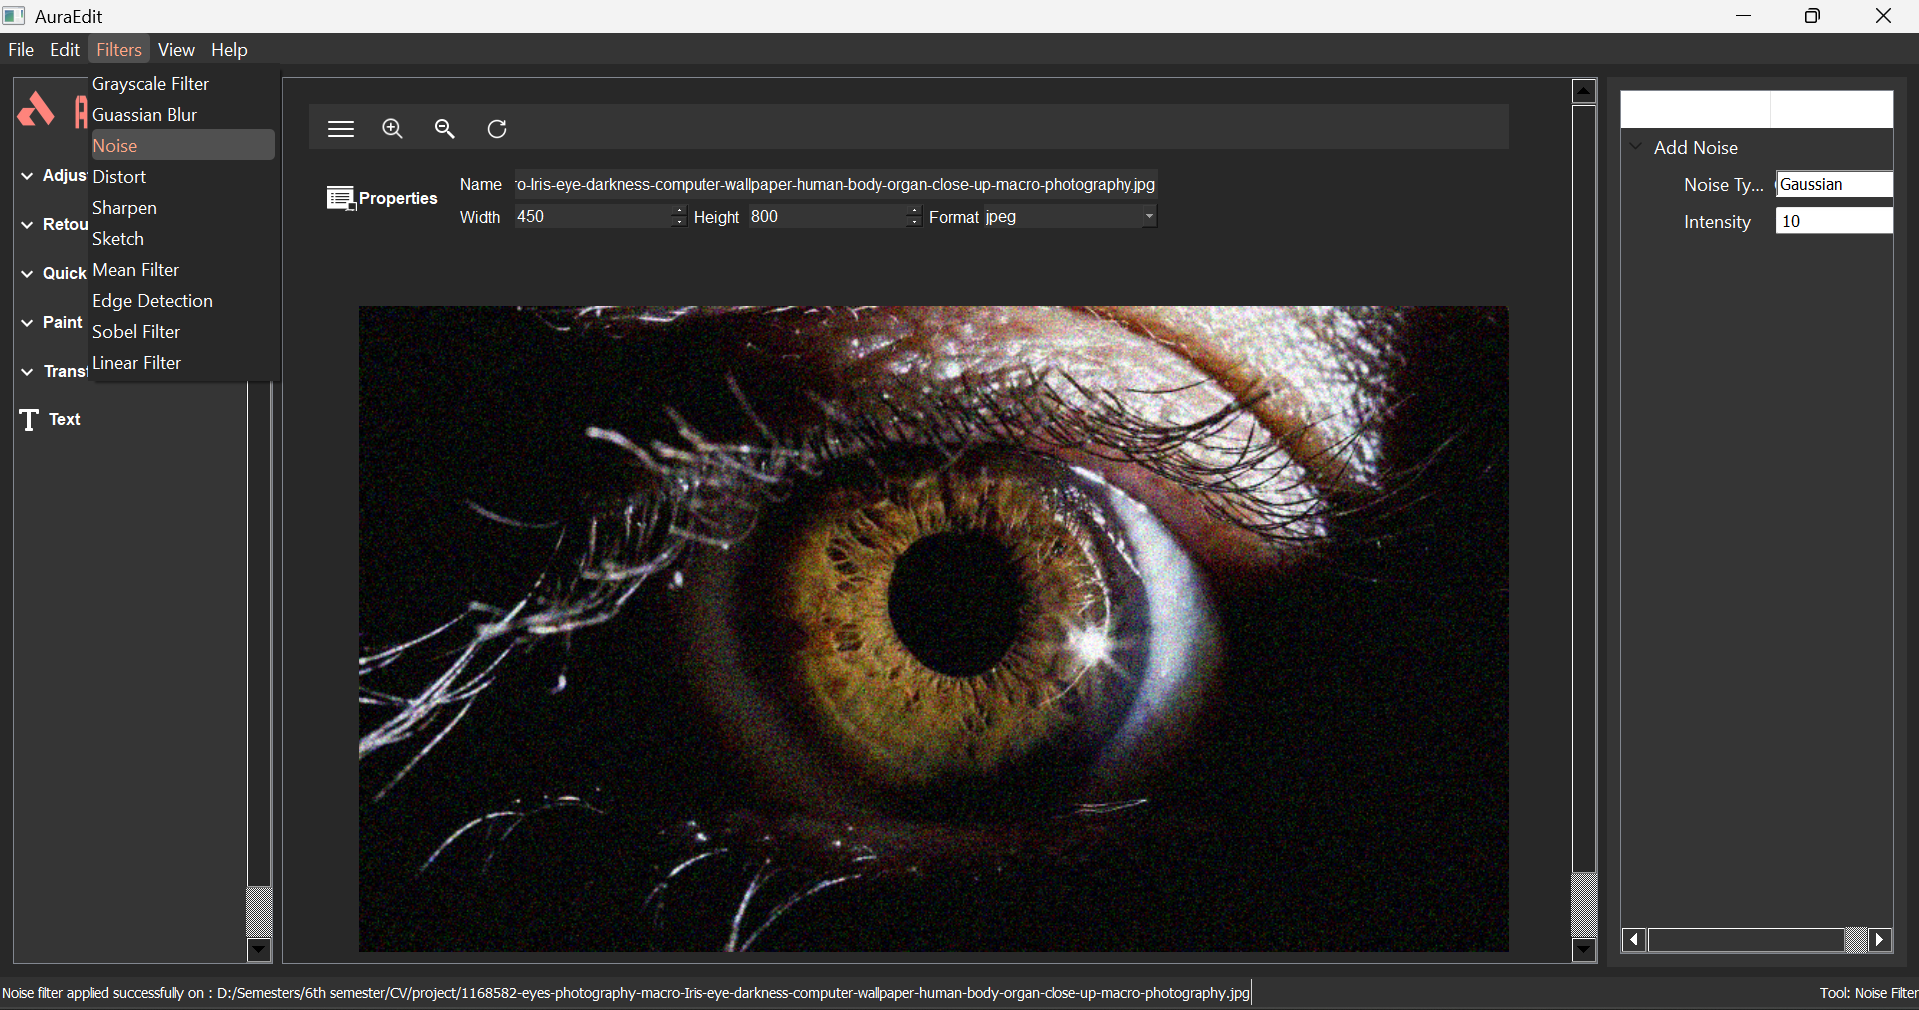 AuraEdit
File Edit Filters View Help
Grayscale Filter
Guassian Blur
Noise
Distort
Sharpen
Sketch
Mean Filter
Edge Detection
Sobel Filter
Linear Filter
Adjus
Retou
Quick
Paint
Trans
Text
Properties
Name ro-Iris-eye-darkness-computer-wallpaper-human-body-organ-close-up-macro-photography.jpg
Width 450 Height 800 Format jpeg
Add Noise
Noise Ty... Gaussian
Intensity 10
Noise filter applied successfully on : D:/Semesters/6th semester/CV/project/1168582-eyes-photography-macro-Iris-eye-darkness-computer-wallpaper-human-body-organ-close-up-macro-photography.jpg
Tool: Noise Filter